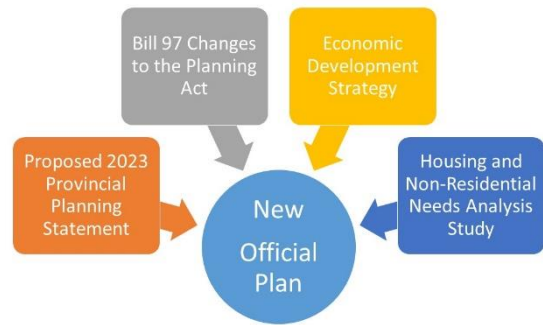 Bill 97 Changes
to the Planning
Act
Economic
Development
Strategy
Proposed 2023
Provincial
Planning
Statement
Housing and
Non-Residential
Needs Analysis
Study
New
Official
Plan